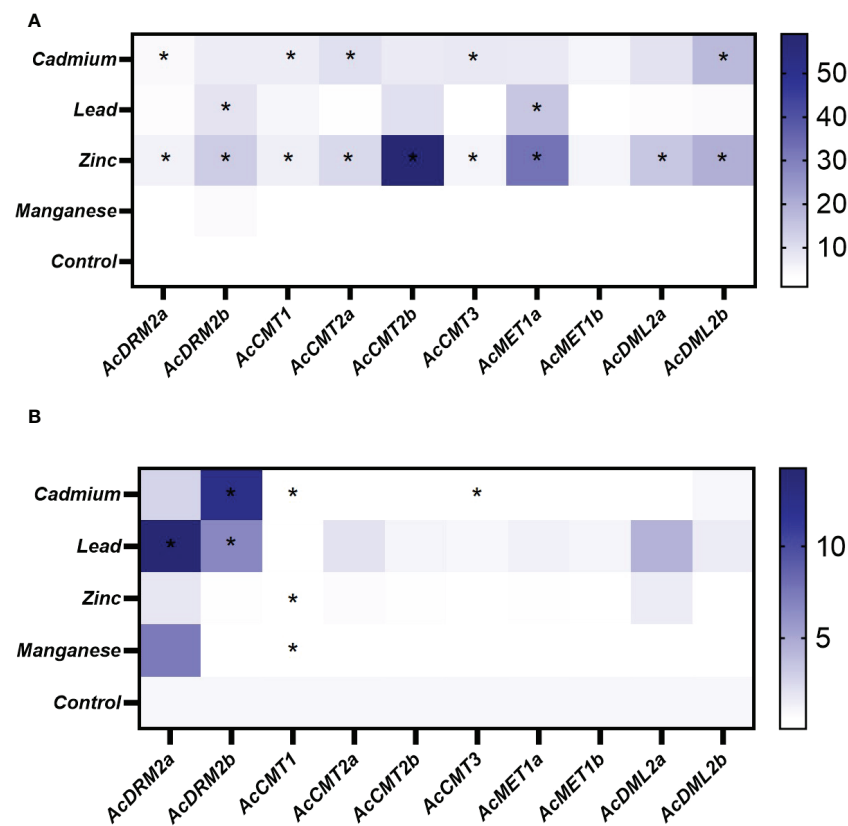 A
Cadmium * * * * *
Lead * *
Zinc * * * * * * * * *
Manganese
Control
50
40
30
20
10
AcDRM2a AcDRM2b AcCMT1 AcCMT2a AcCMT2b AcCMT3 AcMET1a AcMET1b AcDML2a AcDML2b
B
Cadmium * * *
Lead * *
Zinc *
Manganese *
Control
10
5
AcDRM2a AcDRM2b AcCMT1 AcCMT2a AcCMT2b AcCMT3 AcMET1a AcMET1b AcDML2a AcDML2b